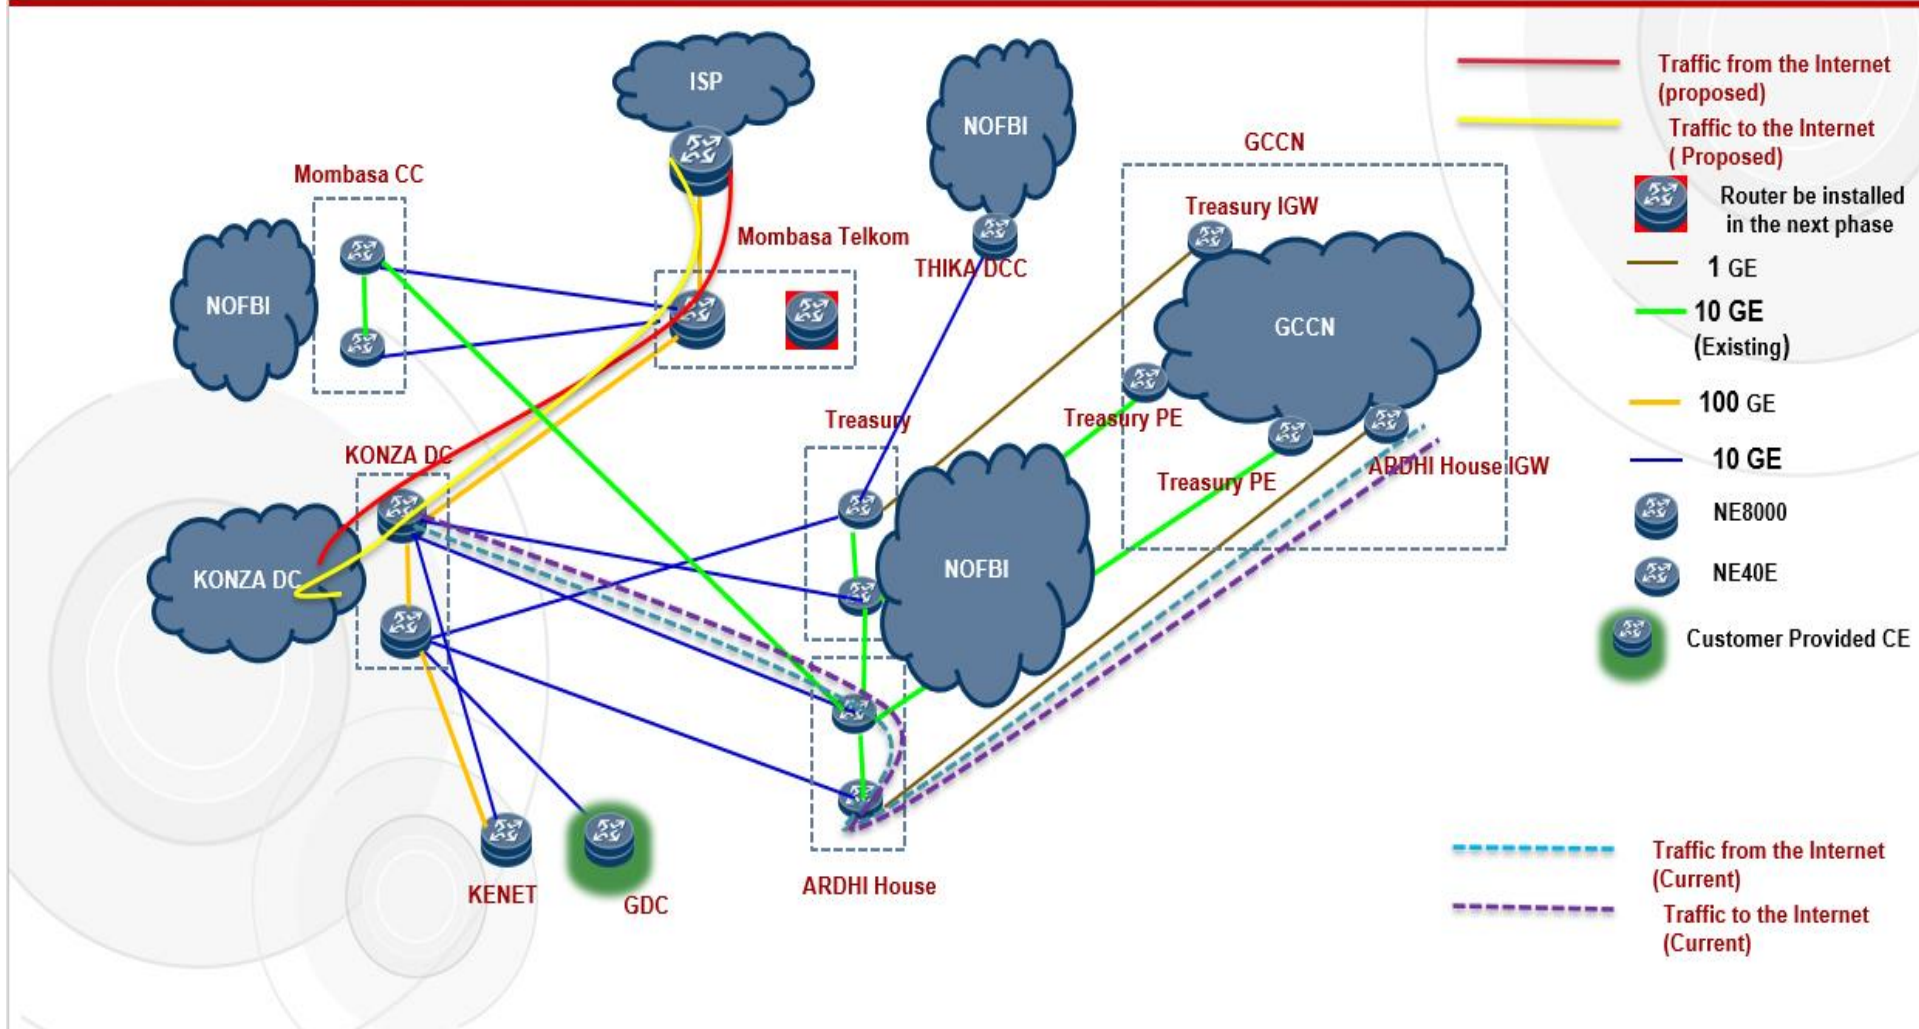 ISP
NOFBI
GCCN
Mombasa CC
Treasury IGW
Mombasa Telkom
THIKA DCC
NOFBI
GCCN
Treasury
Treasury PE
KONZA DC
ARDHI House IGW
Treasury PE
NOFBI
KONZA DC
KENET
GDC
ARDHI House
Traffic from the Internet
(proposed)
Traffic to the Internet
( Proposed)
Router be installed
in the next phase
1 GE
10 GE
(Existing)
100 GE
10 GE
NE8000
NE40E
Customer Provided CE
Traffic from the Internet
(Current)
Traffic to the Internet
(Current)